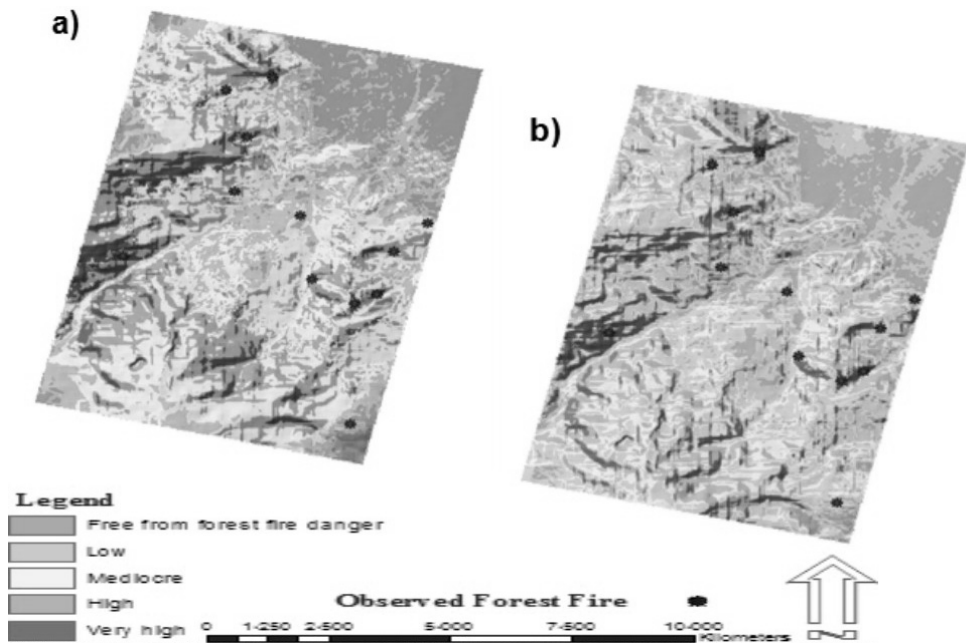 a)
b)
Legend
Free from forest fire danger
Low
Mediocre
High
Very high
Observed Forest Fire
0 1·250 2·500 5·000 7·500 10·000
Kilometers
N